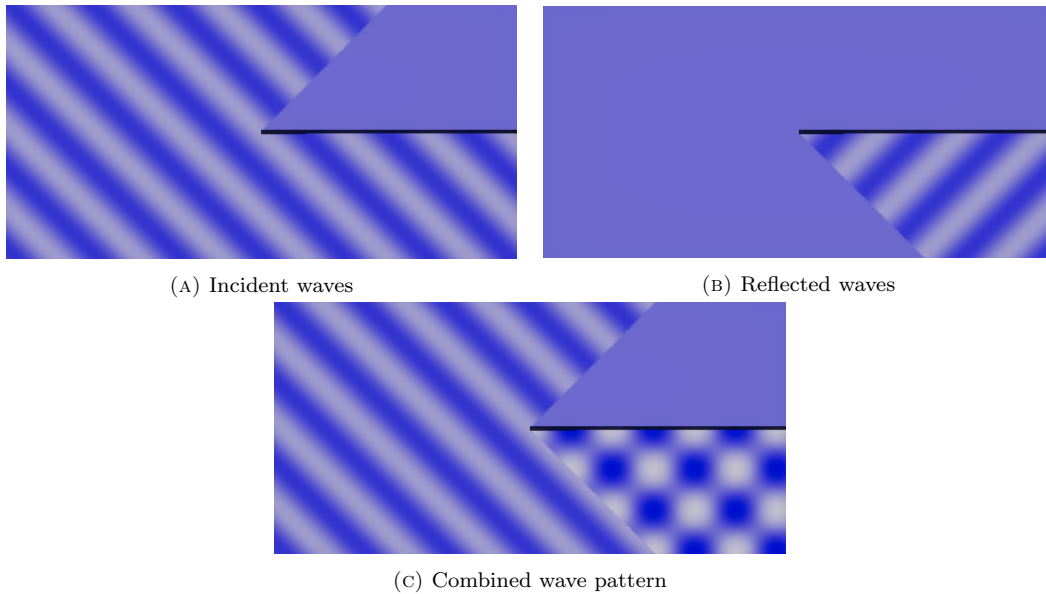 (A) Incident waves
(B) Reflected waves
(C) Combined wave pattern